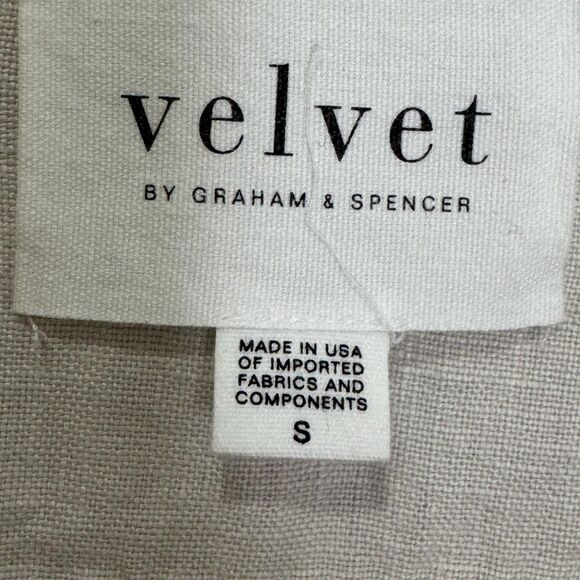 velvet
BY GRAHAM & SPENCER
MADE IN USA
OF IMPORTED
FABRICS AND
COMPONENTS
S